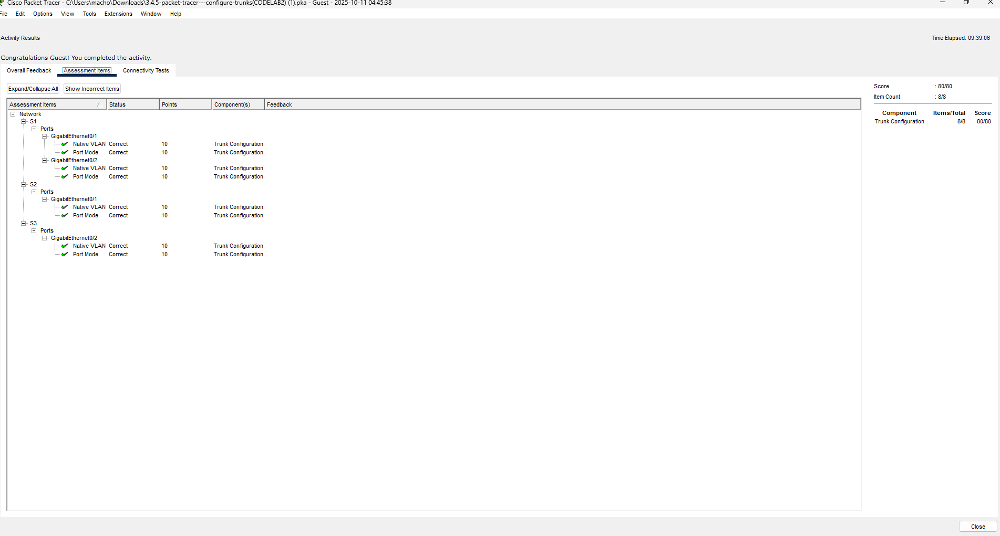 Cisco Packet Tracer - C:\Users\macho\Downloads\3.4.5-packet-tracer---configure-trunks(CODELAB2) (1).pka - Guest - 2025-10-11 04:45:38
File Edit Options View Tools Extensions Window Help
Activity Results Time Elapsed: 09:39:06
Congratulations Guest! You completed the activity.
Overall Feedback Assessment Items Connectivity Tests
Expand/Collapse All Show Incorrect Items
Assessment Items Status Points Component(s) Feedback
Network
S1
Ports
GigabitEthernet0/1
Native VLAN Correct 10 Trunk Configuration
Port Mode Correct 10 Trunk Configuration
GigabitEthernet0/2
Native VLAN Correct 10 Trunk Configuration
Port Mode Correct 10 Trunk Configuration
S2
Ports
GigabitEthernet0/1
Native VLAN Correct 10 Trunk Configuration
Port Mode Correct 10 Trunk Configuration
S3
Ports
GigabitEthernet0/2
Native VLAN Correct 10 Trunk Configuration
Port Mode Correct 10 Trunk Configuration
Score : 80/80
Item Count : 8/8
Component Items/Total Score
Trunk Configuration 8/8 80/80
Close